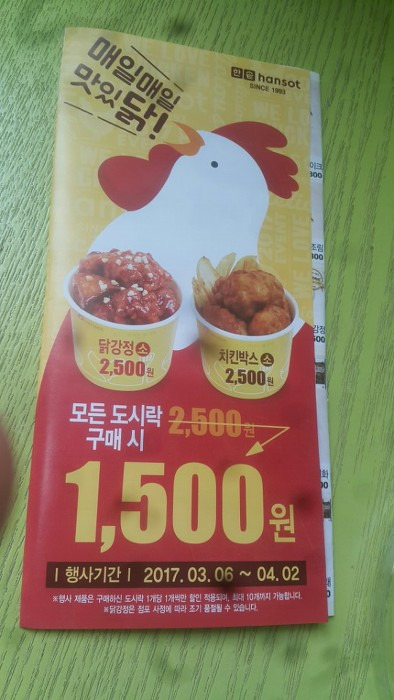 매일매일
맛있닭!
한솥 hansot
SINCE 1993
닭강정 소
2,500원
치킨박스 소
2,500원
모든 도시락 2,500원
구매 시
1,500원
| 행사기간 | 2017. 03. 06 ~ 04. 02
※행사 제품은 구매하신 도시락 1개당 1개씩만 할인 적용되며, 최대 10개까지 가능합니다.
※닭강정은 점포 사정에 따라 조기 품절될 수 있습니다.